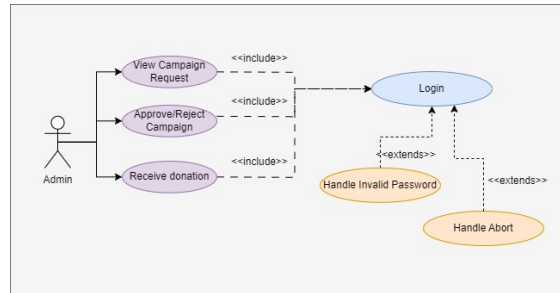 View Campaign
Request
<<include>>
Login
Approve/Reject
Campaign
<<include>>
Admin
Receive donation
<<include>>
<<extends>>
Handle Invalid Password
<<extends>>
Handle Abort